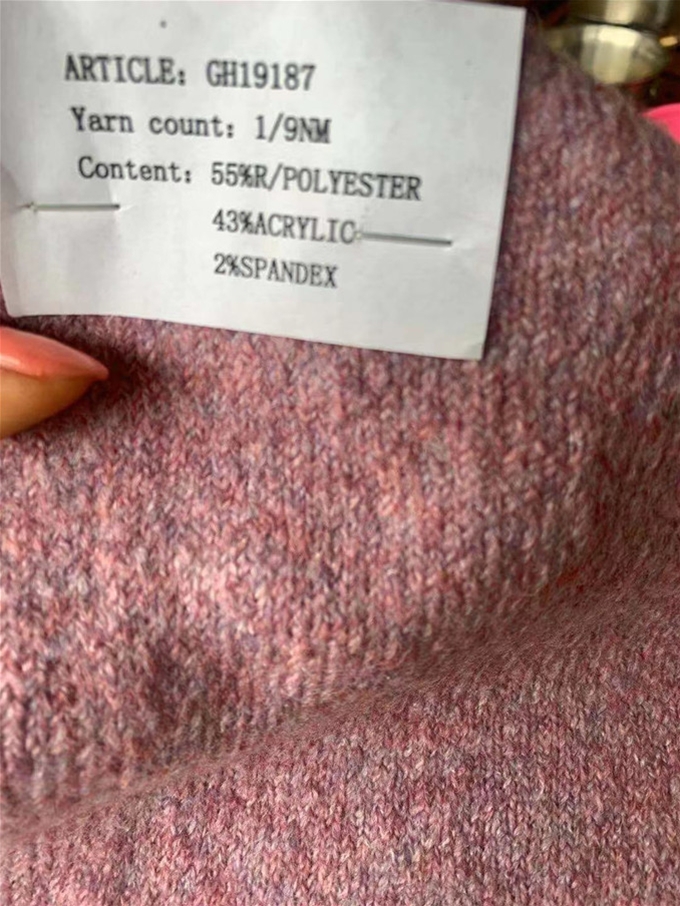 ARTICLE: GH19187
Yarn count: 1/9NM
Content: 55%R/POLYESTER
43%ACRYLIC
2%SPANDEX